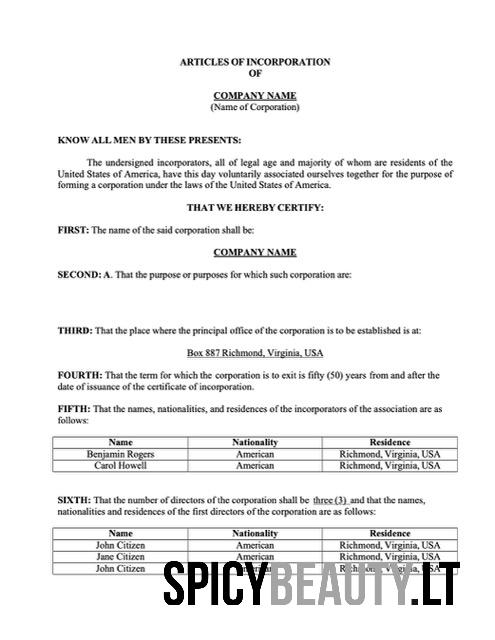 ARTICLES OF INCORPORATION
OF
COMPANY NAME
(Name of Corporation)
KNOW ALL MEN BY THESE PRESENTS:
The undersigned incorporators, all of legal age and majority of whom are residents of the
United States of America, have this day voluntarily associated ourselves together for the purpose of
forming a corporation under the laws of the United States of America.
THAT WE HEREBY CERTIFY:
FIRST: The name of the said corporation shall be:
COMPANY NAME
SECOND: A. That the purpose or purposes for which such corporation are:
THIRD: That the place where the principal office of the corporation is to be established is at:
Box 887 Richmond, Virginia, USA
FOURTH: That the term for which the corporation is to exit is fifty (50) years from and after the
date of issuance of the certificate of incorporation.
FIFTH: That the names, nationalities, and residences of the incorporators of the association are as
follows:
Name Nationality Residence
Benjamin Rogers American Richmond, Virginia, USA
Carol Howell American Richmond, Virginia, USA
SIXTH: That the number of directors of the corporation shall be three (3) and that the names,
nationalities and residences of the first directors of the corporation are as follows:
Name Nationality Residence
John Citizen American Richmond, Virginia, USA
Jane Citizen American Richmond, Virginia, USA
John Citizen American Richmond, Virginia, USA
SPICYBEAUTY.LT